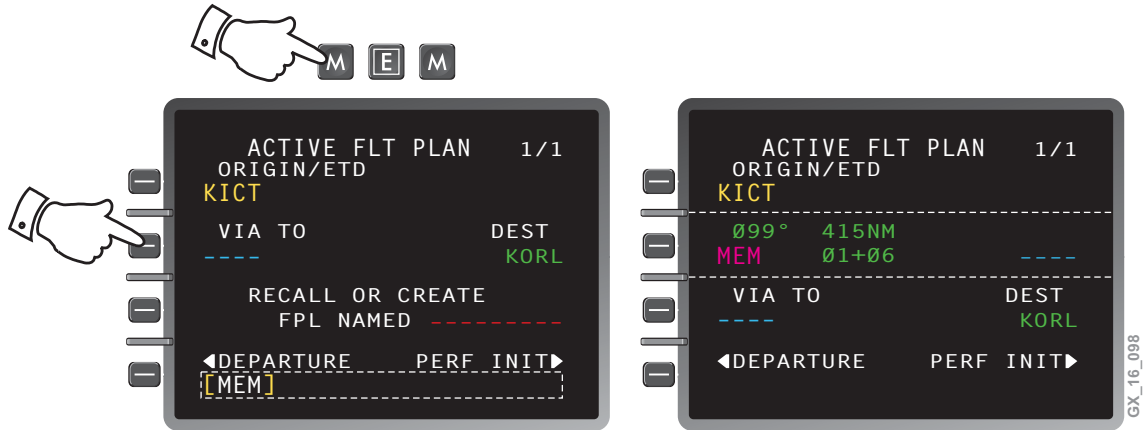 M E M
ACTIVE FLT PLAN 1/1
ORIGIN/ETD
KICT
VIA TO DEST
---- KORL
RECALL OR CREATE
FPL NAMED ---------
◀DEPARTURE PERF INIT▶
[MEM]
ACTIVE FLT PLAN 1/1
ORIGIN/ETD
KICT
Ø99° 415NM
MEM Ø1+Ø6 ----
VIA TO DEST
---- KORL
◀DEPARTURE PERF INIT▶
GX_16_098